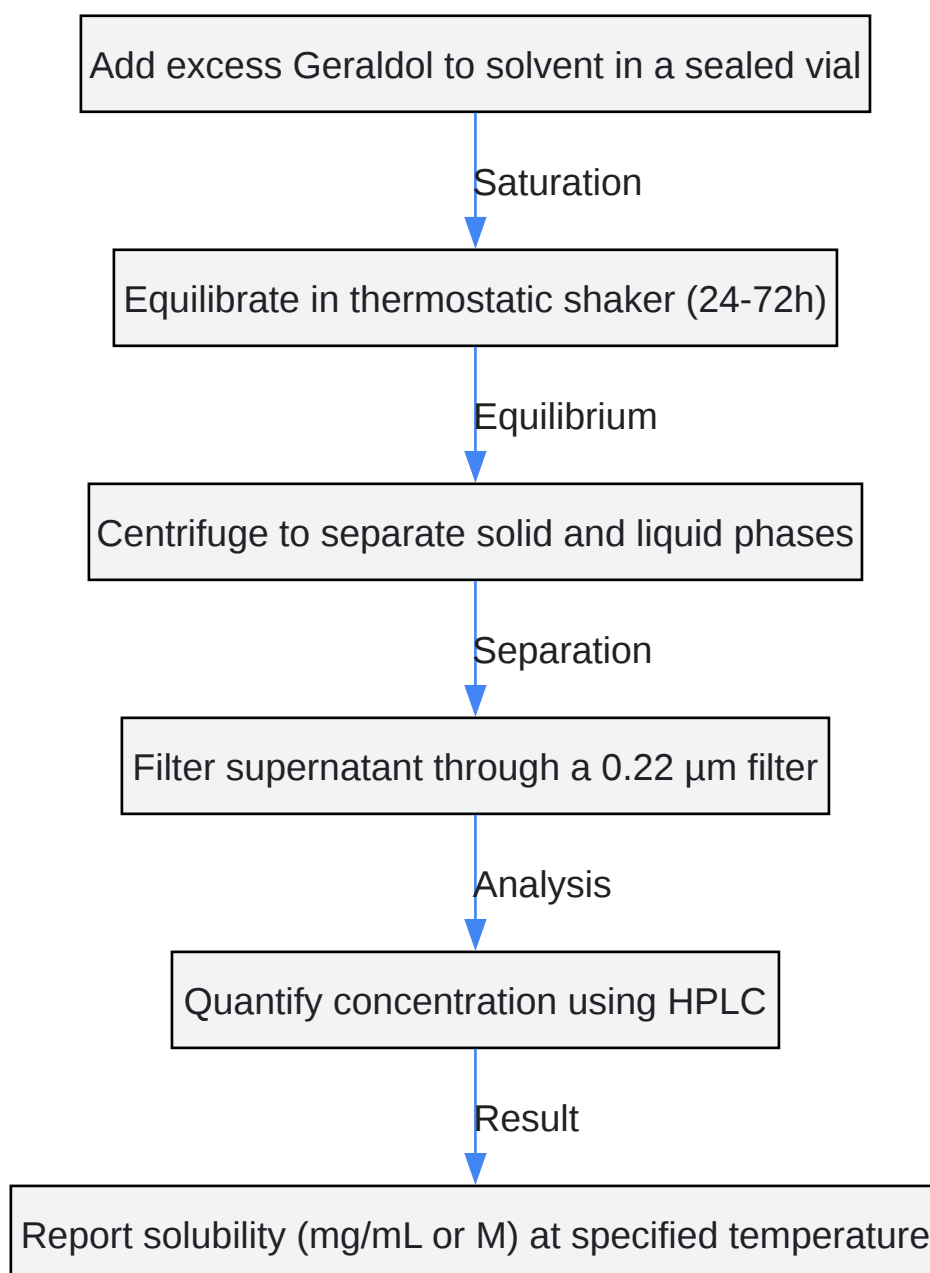 Add excess Geraldol to solvent in a sealed vial
Saturation
Equilibrate in thermostatic shaker (24-72h)
Equilibrium
Centrifuge to separate solid and liquid phases
Separation
Filter supernatant through a 0.22 µm filter
Analysis
Quantify concentration using HPLC
Result
Report solubility (mg/mL or M) at specified temperature